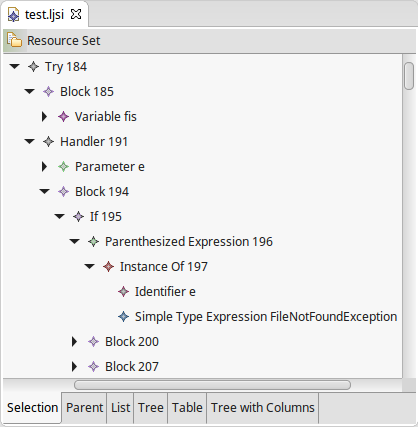 test.ljsi
Resource Set
Try 184
Block 185
Variable fis
Handler 191
Parameter e
Block 194
If 195
Parenthesized Expression 196
Instance Of 197
Identifier e
Simple Type Expression FileNotFoundException
Block 200
Block 207
Selection Parent List Tree Table Tree with Columns